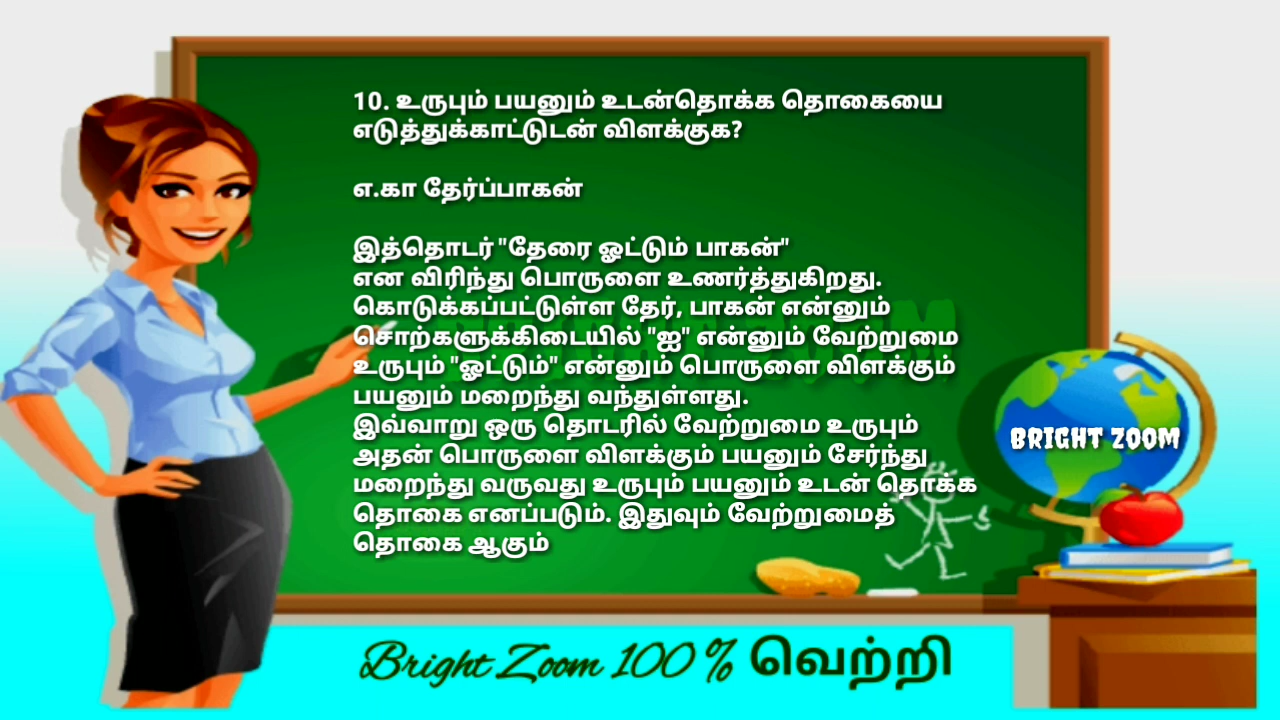 10. உருபும் பயனும் உடன்தொக்க தொகையை
எடுத்துக்காட்டுடன் விளக்குக?
எ.கா தேர்ப்பாகன்
இத்தொடர் "தேரை ஓட்டும் பாகன்"
என விரிந்து பொருளை உணர்த்துகிறது.
கொடுக்கப்பட்டுள்ள தேர், பாகன் என்னும்
சொற்களுக்கிடையில் "ஐ" என்னும் வேற்றுமை
உருபும் "ஓட்டும்" என்னும் பொருளை விளக்கும்
பயனும் மறைந்து வந்துள்ளது.
இவ்வாறு ஒரு தொடரில் வேற்றுமை உருபும்
அதன் பொருளை விளக்கும் பயனும் சேர்ந்து
மறைந்து வருவது உருபும் பயனும் உடன் தொக்க
தொகை எனப்படும். இதுவும் வேற்றுமைத்
தொகை ஆகும்
BRIGHT ZOOM
Bright Zoom 100 % வெற்றி